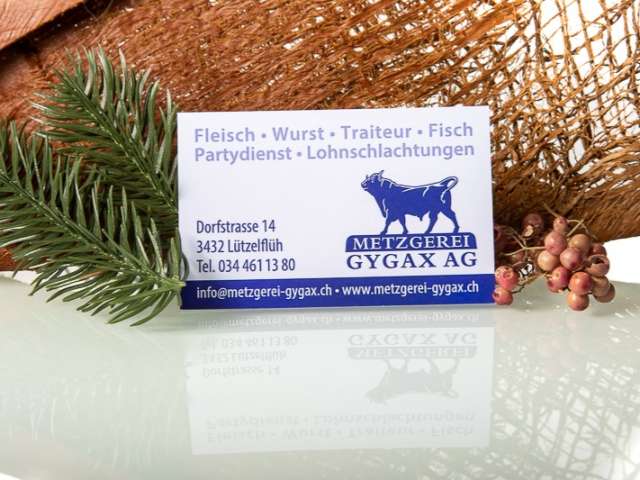 Fleisch • Wurst • Traiteur • Fisch
Partydienst • Lohnschlachtungen
Dorfstrasse 14
3432 Lützelflüh
Tel. 034 461 13 80
METZGEREI
GYGAX AG
info@metzgerei-gygax.ch • www.metzgerei-gygax.ch